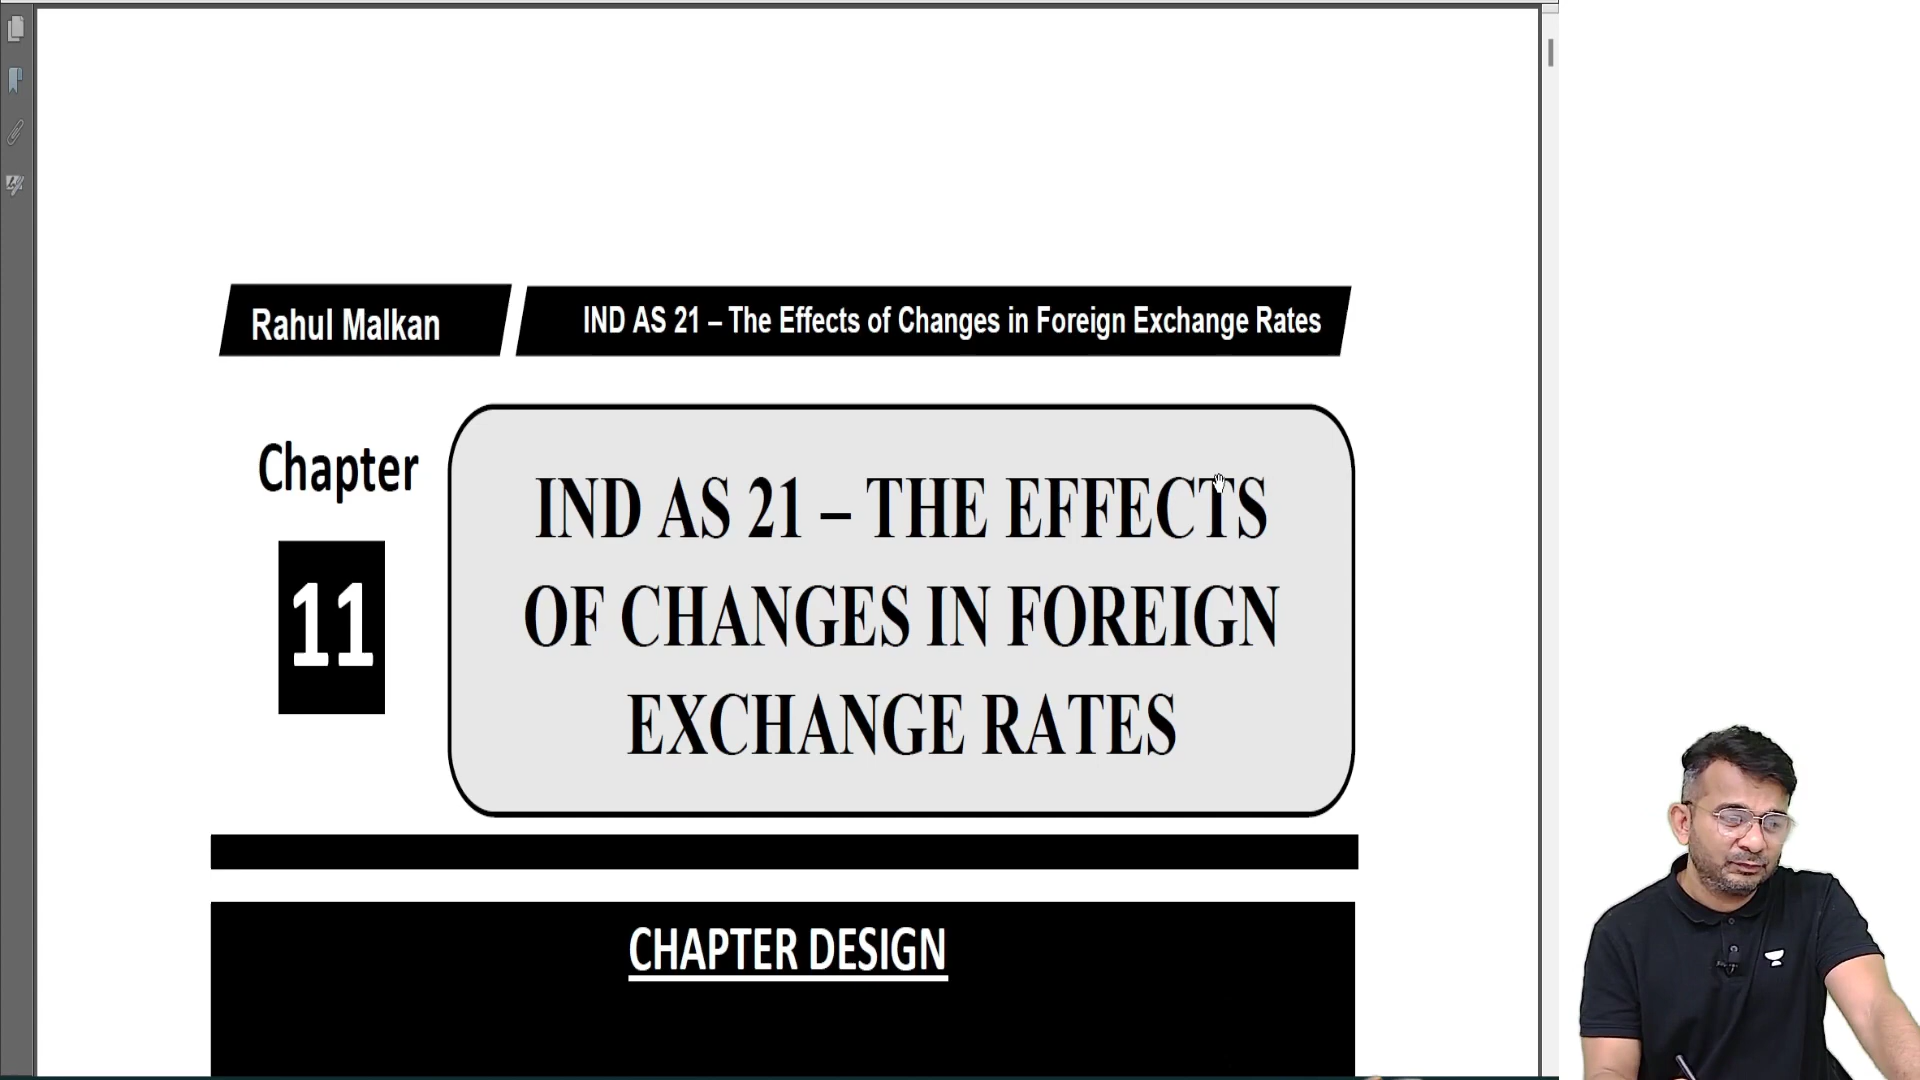 Rahul Malkan
IND AS 21 – The Effects of Changes in Foreign Exchange Rates
Chapter
11
IND AS 21 – THE EFFECTS
OF CHANGES IN FOREIGN
EXCHANGE RATES
CHAPTER DESIGN